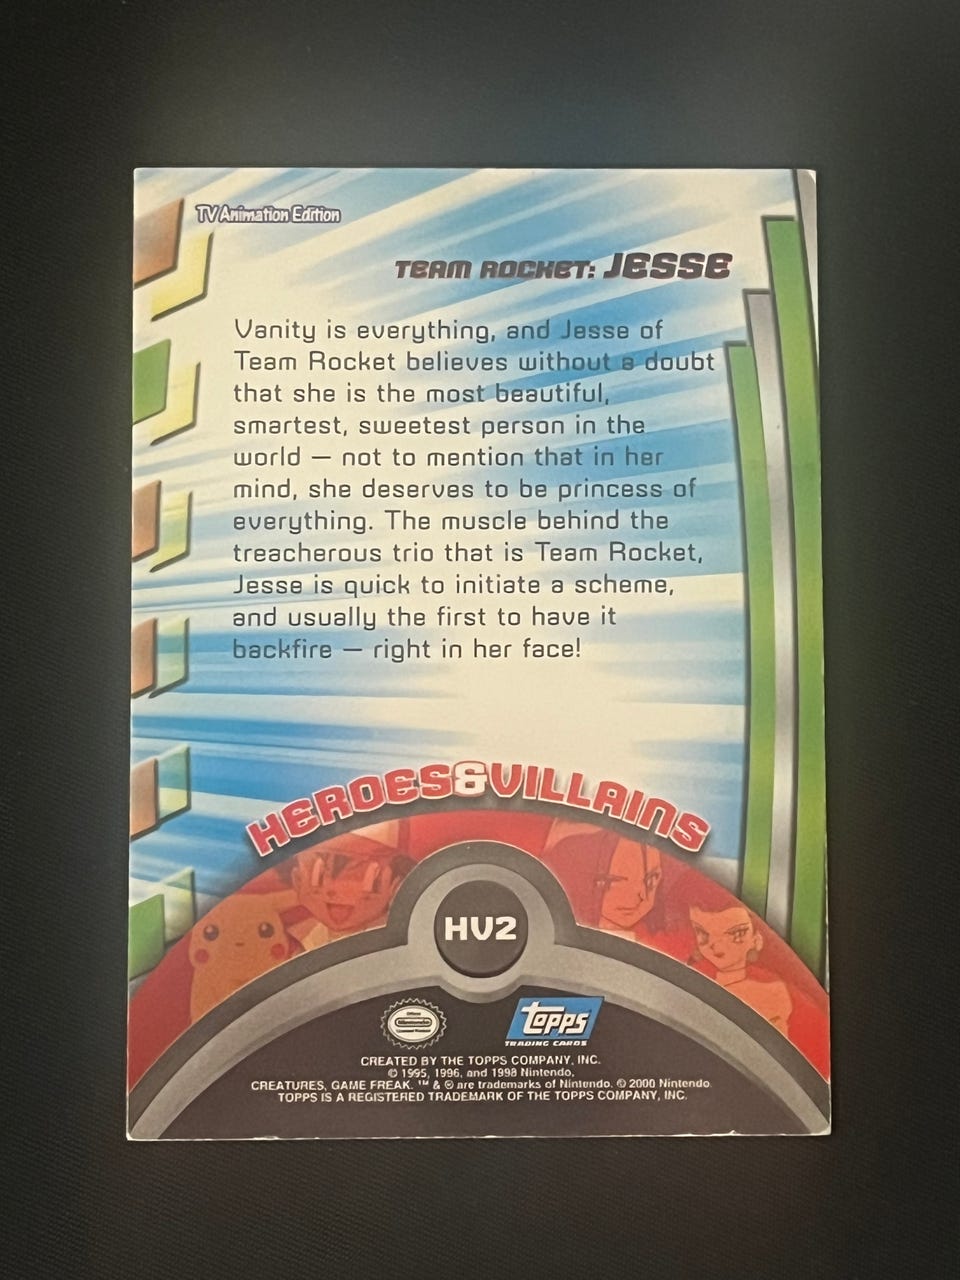 TV Animation Edition
TEAM ROCKET: JESSE
Vanity is everything, and Jesse of
Team Rocket believes without a doubt
that she is the most beautiful,
smartest, sweetest person in the
world — not to mention that in her
mind, she deserves to be princess of
everything. The muscle behind the
treacherous trio that is Team Rocket,
Jesse is quick to initiate a scheme,
and usually the first to have it
backfire — right in her face!
HEROES&VILLAINS
HV2
Nintendo
Topps
TRADING CARDS
CREATED BY THE TOPPS COMPANY, INC.
© 1995, 1996, and 1998 Nintendo,
CREATURES, GAME FREAK. ™ & ® are trademarks of Nintendo. © 2000 Nintendo.
TOPPS IS A REGISTERED TRADEMARK OF THE TOPPS COMPANY, INC.